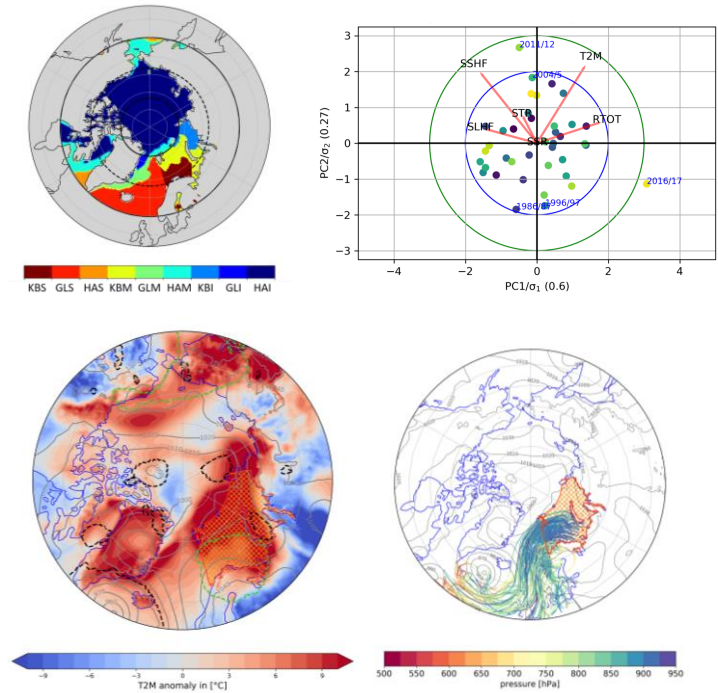 KBS GLS HAS KBM GLM HAM KBI GLI HAI
3
2
1
0
−1
−2
−3
PC2/σ₂ (0.27)
2011/12
T2M
SSHF
2004/5
STR
RTOT
SLHF
SSR
2016/17
1996/97
−4 −2 0 2 4
PC1/σ₁ (0.6)
−9 −6 −3 0 3 6 9
T2M anomaly in [°C]
500 550 600 650 700 750 800 850 900 950
pressure [hPa]